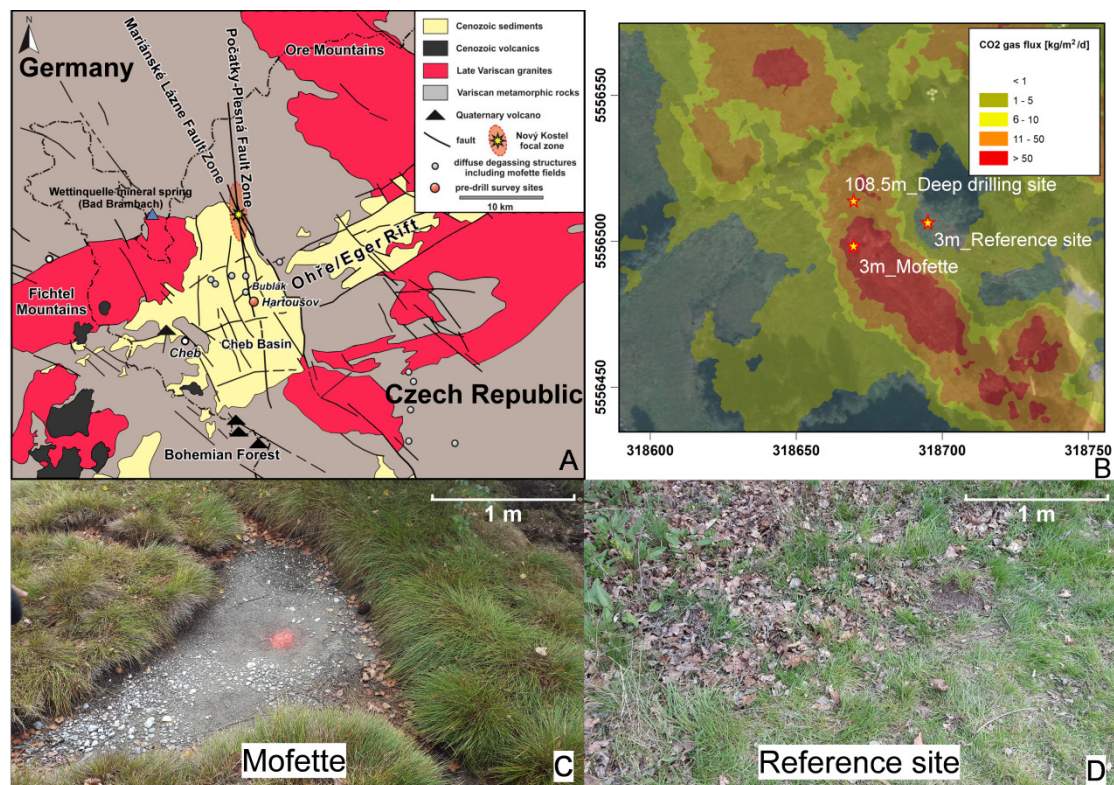 N
Germany
Mariánské Lázne Fault Zone
Počatky-Plesná Fault Zone
Ore Mountains
Cenozoic sediments
Cenozoic volcanics
Late Variscan granites
Variscan metamorphic rocks
Quaternary volcano
fault
Nový Kostel
focal zone
diffuse degassing structures
including mofette fields
pre-drill survey sites
10 km
Wettinquelle mineral spring
(Bad Brambach)
Ohře/Eger Rift
Fichtel
Mountains
Bublák
Hartoušov
Cheb
Cheb Basin
Czech Republic
Bohemian Forest
A
CO2 gas flux [kg/m²/d]
< 1
1 - 5
6 - 10
11 - 50
> 50
5556550
5556500
5556450
108.5m_Deep drilling site
3m_Reference site
3m_Mofette
318600
318650
318700
318750
B
1 m
Mofette
C
1 m
Reference site
D